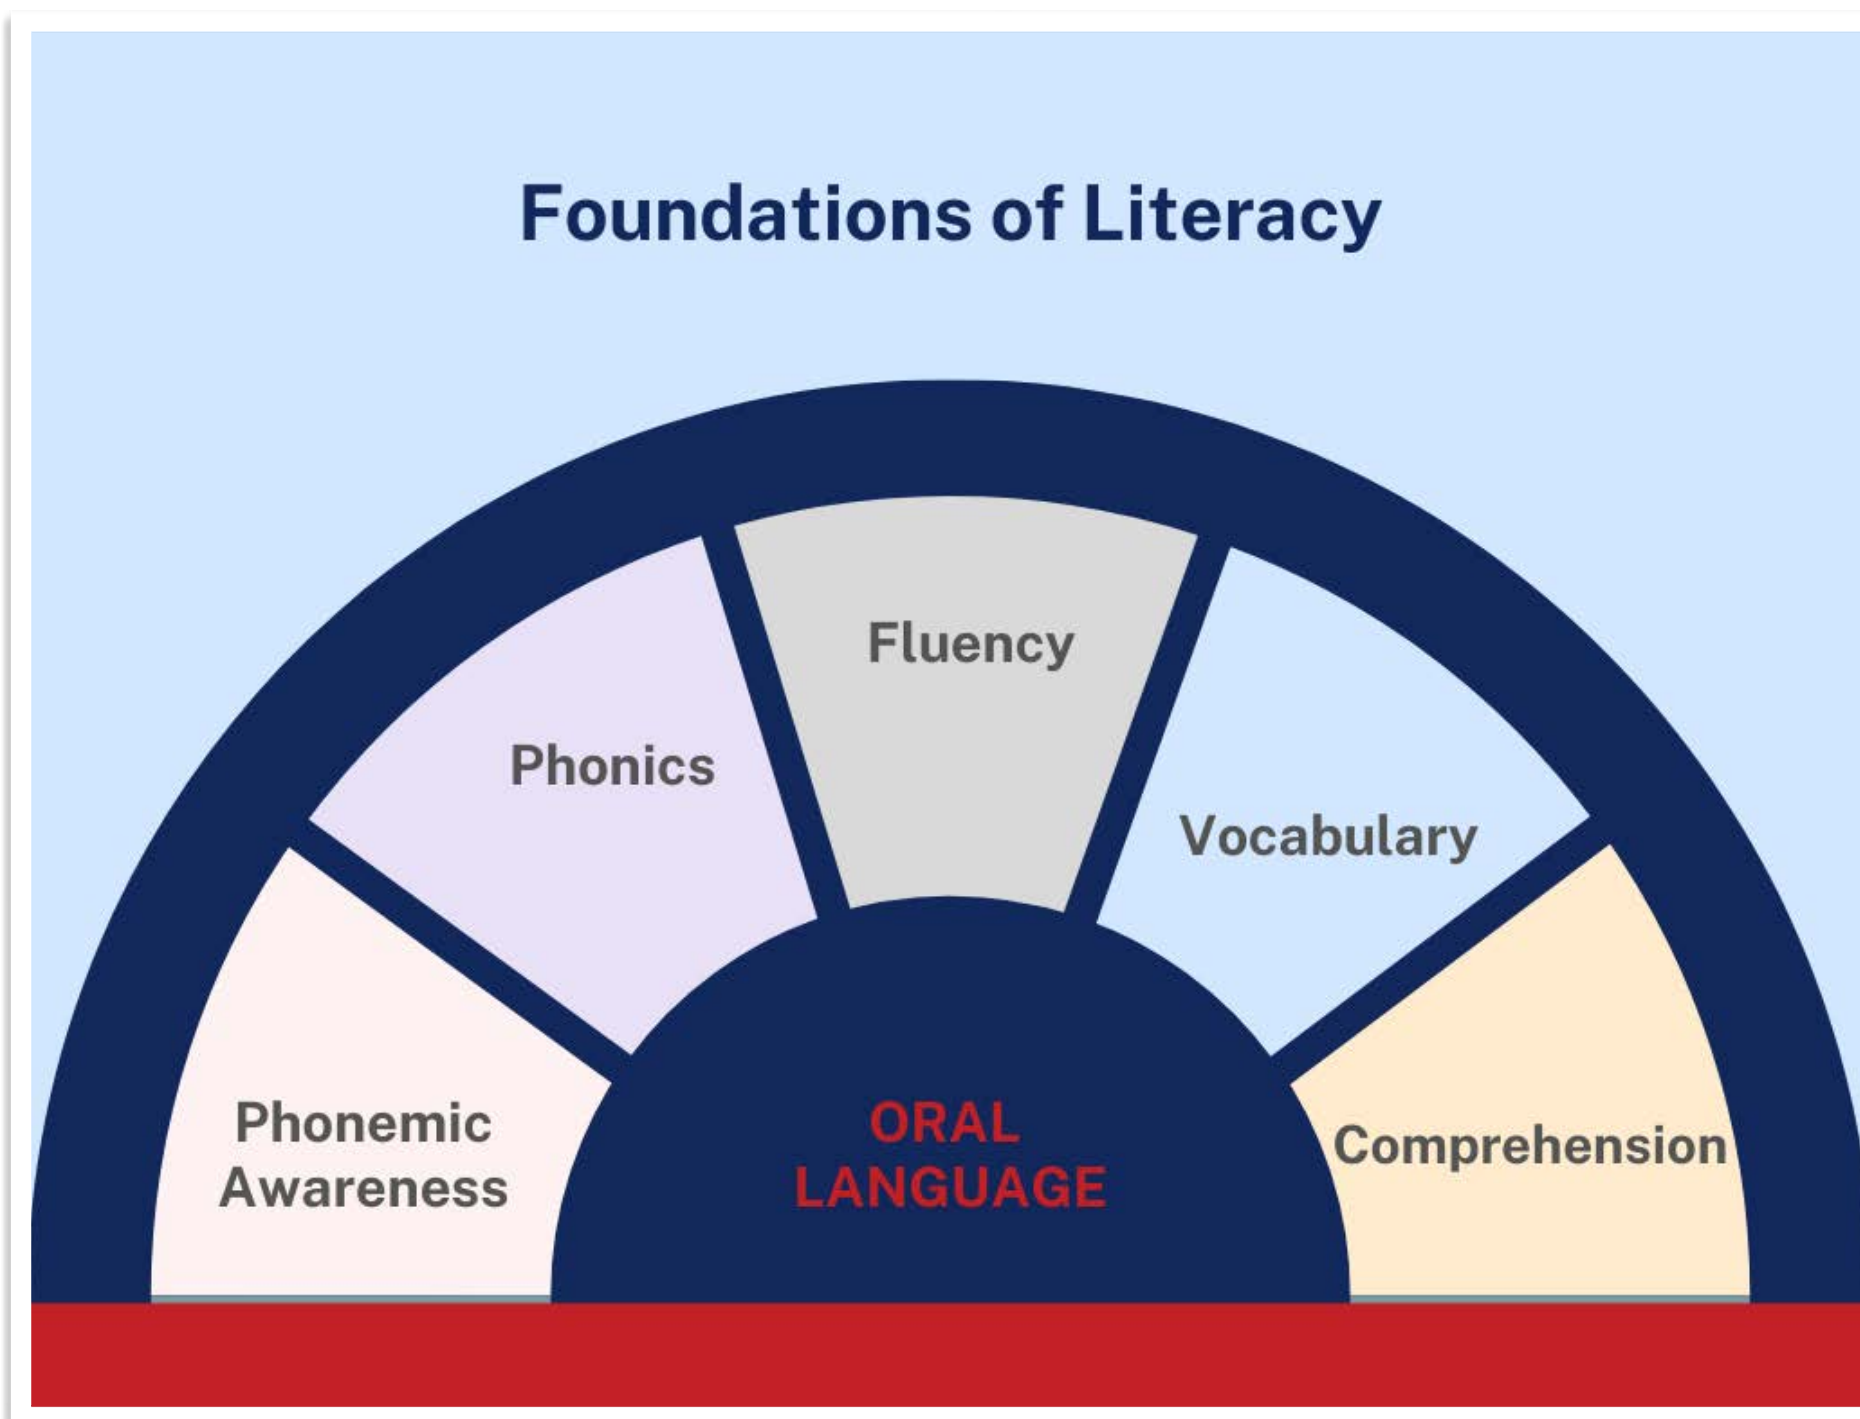 Foundations of Literacy
Phonemic
Awareness
Phonics
Fluency
Vocabulary
Comprehension
ORAL
LANGUAGE